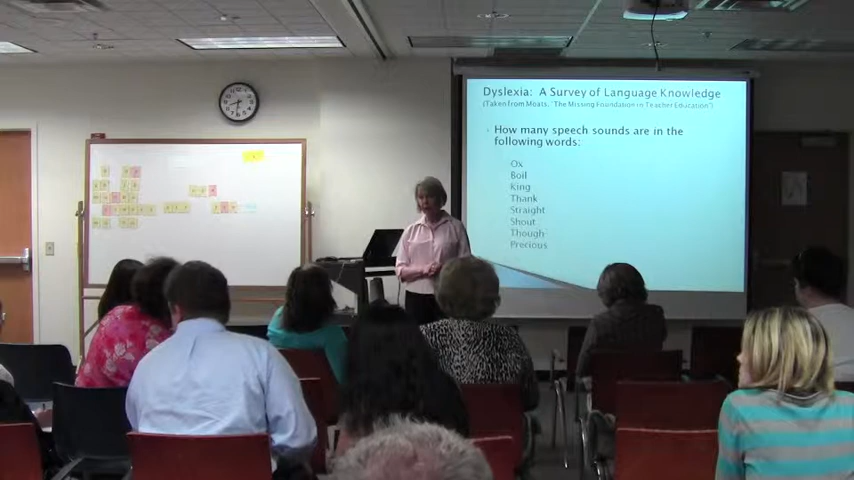 Dyslexia: A Survey of Language Knowledge
(Taken from Moats, "The Missing Foundation in Teacher Education")
How many speech sounds are in the
following words:
Ox
Boil
King
Thank
Straight
Shout
Though
Precious